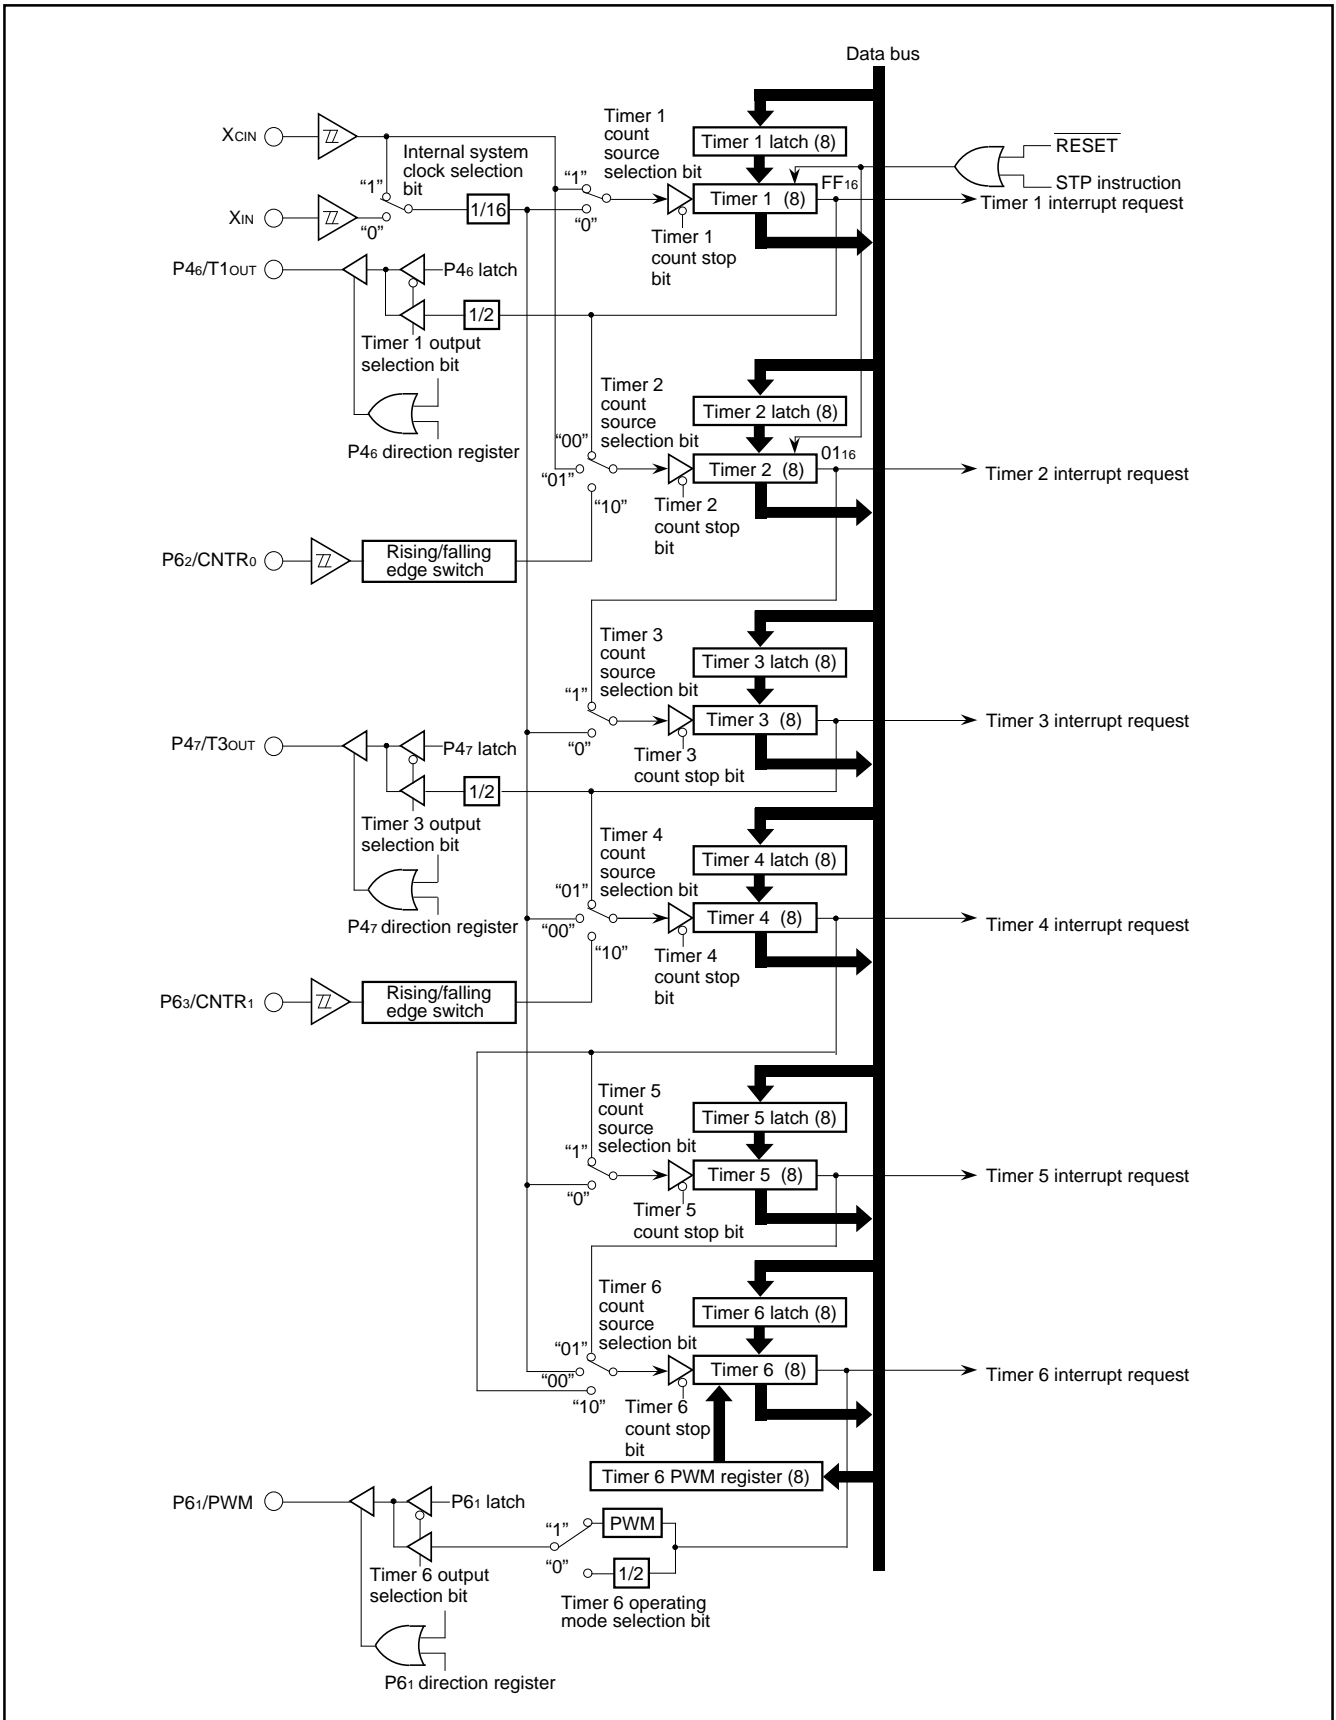 Data bus
XCIN
Internal system
clock selection
bit
“1”
“0”
XIN
1/16
Timer 1
count
source
selection bit
“1”
“0”
Timer 1 latch (8)
Timer 1 (8)
FF16
RESET
STP instruction
Timer 1 interrupt request
Timer 1
count stop
bit
P46/T1OUT
P46 latch
1/2
Timer 1 output
selection bit
P46 direction register
Timer 2
count
source
selection bit
“00”
“01”
“10”
Timer 2 latch (8)
Timer 2 (8)
0116
Timer 2 interrupt request
Timer 2
count stop
bit
P62/CNTR0
Rising/falling
edge switch
Timer 3
count
source
selection bit
“1”
“0”
Timer 3 latch (8)
Timer 3 (8)
Timer 3 interrupt request
Timer 3
count stop bit
P47/T3OUT
P47 latch
1/2
Timer 3 output
selection bit
P47 direction register
Timer 4
count
source
selection bit
“01”
“00”
“10”
Timer 4 latch (8)
Timer 4 (8)
Timer 4 interrupt request
Timer 4
count stop
bit
P63/CNTR1
Rising/falling
edge switch
Timer 5
count
source
selection bit
“1”
“0”
Timer 5 latch (8)
Timer 5 (8)
Timer 5 interrupt request
Timer 5
count stop bit
Timer 6
count
source
selection bit
“01”
“00”
“10”
Timer 6 latch (8)
Timer 6 (8)
Timer 6 interrupt request
Timer 6
count stop
bit
Timer 6 PWM register (8)
P61/PWM
P61 latch
“1”
PWM
“0”
1/2
Timer 6 output
selection bit
Timer 6 operating
mode selection bit
P61 direction register